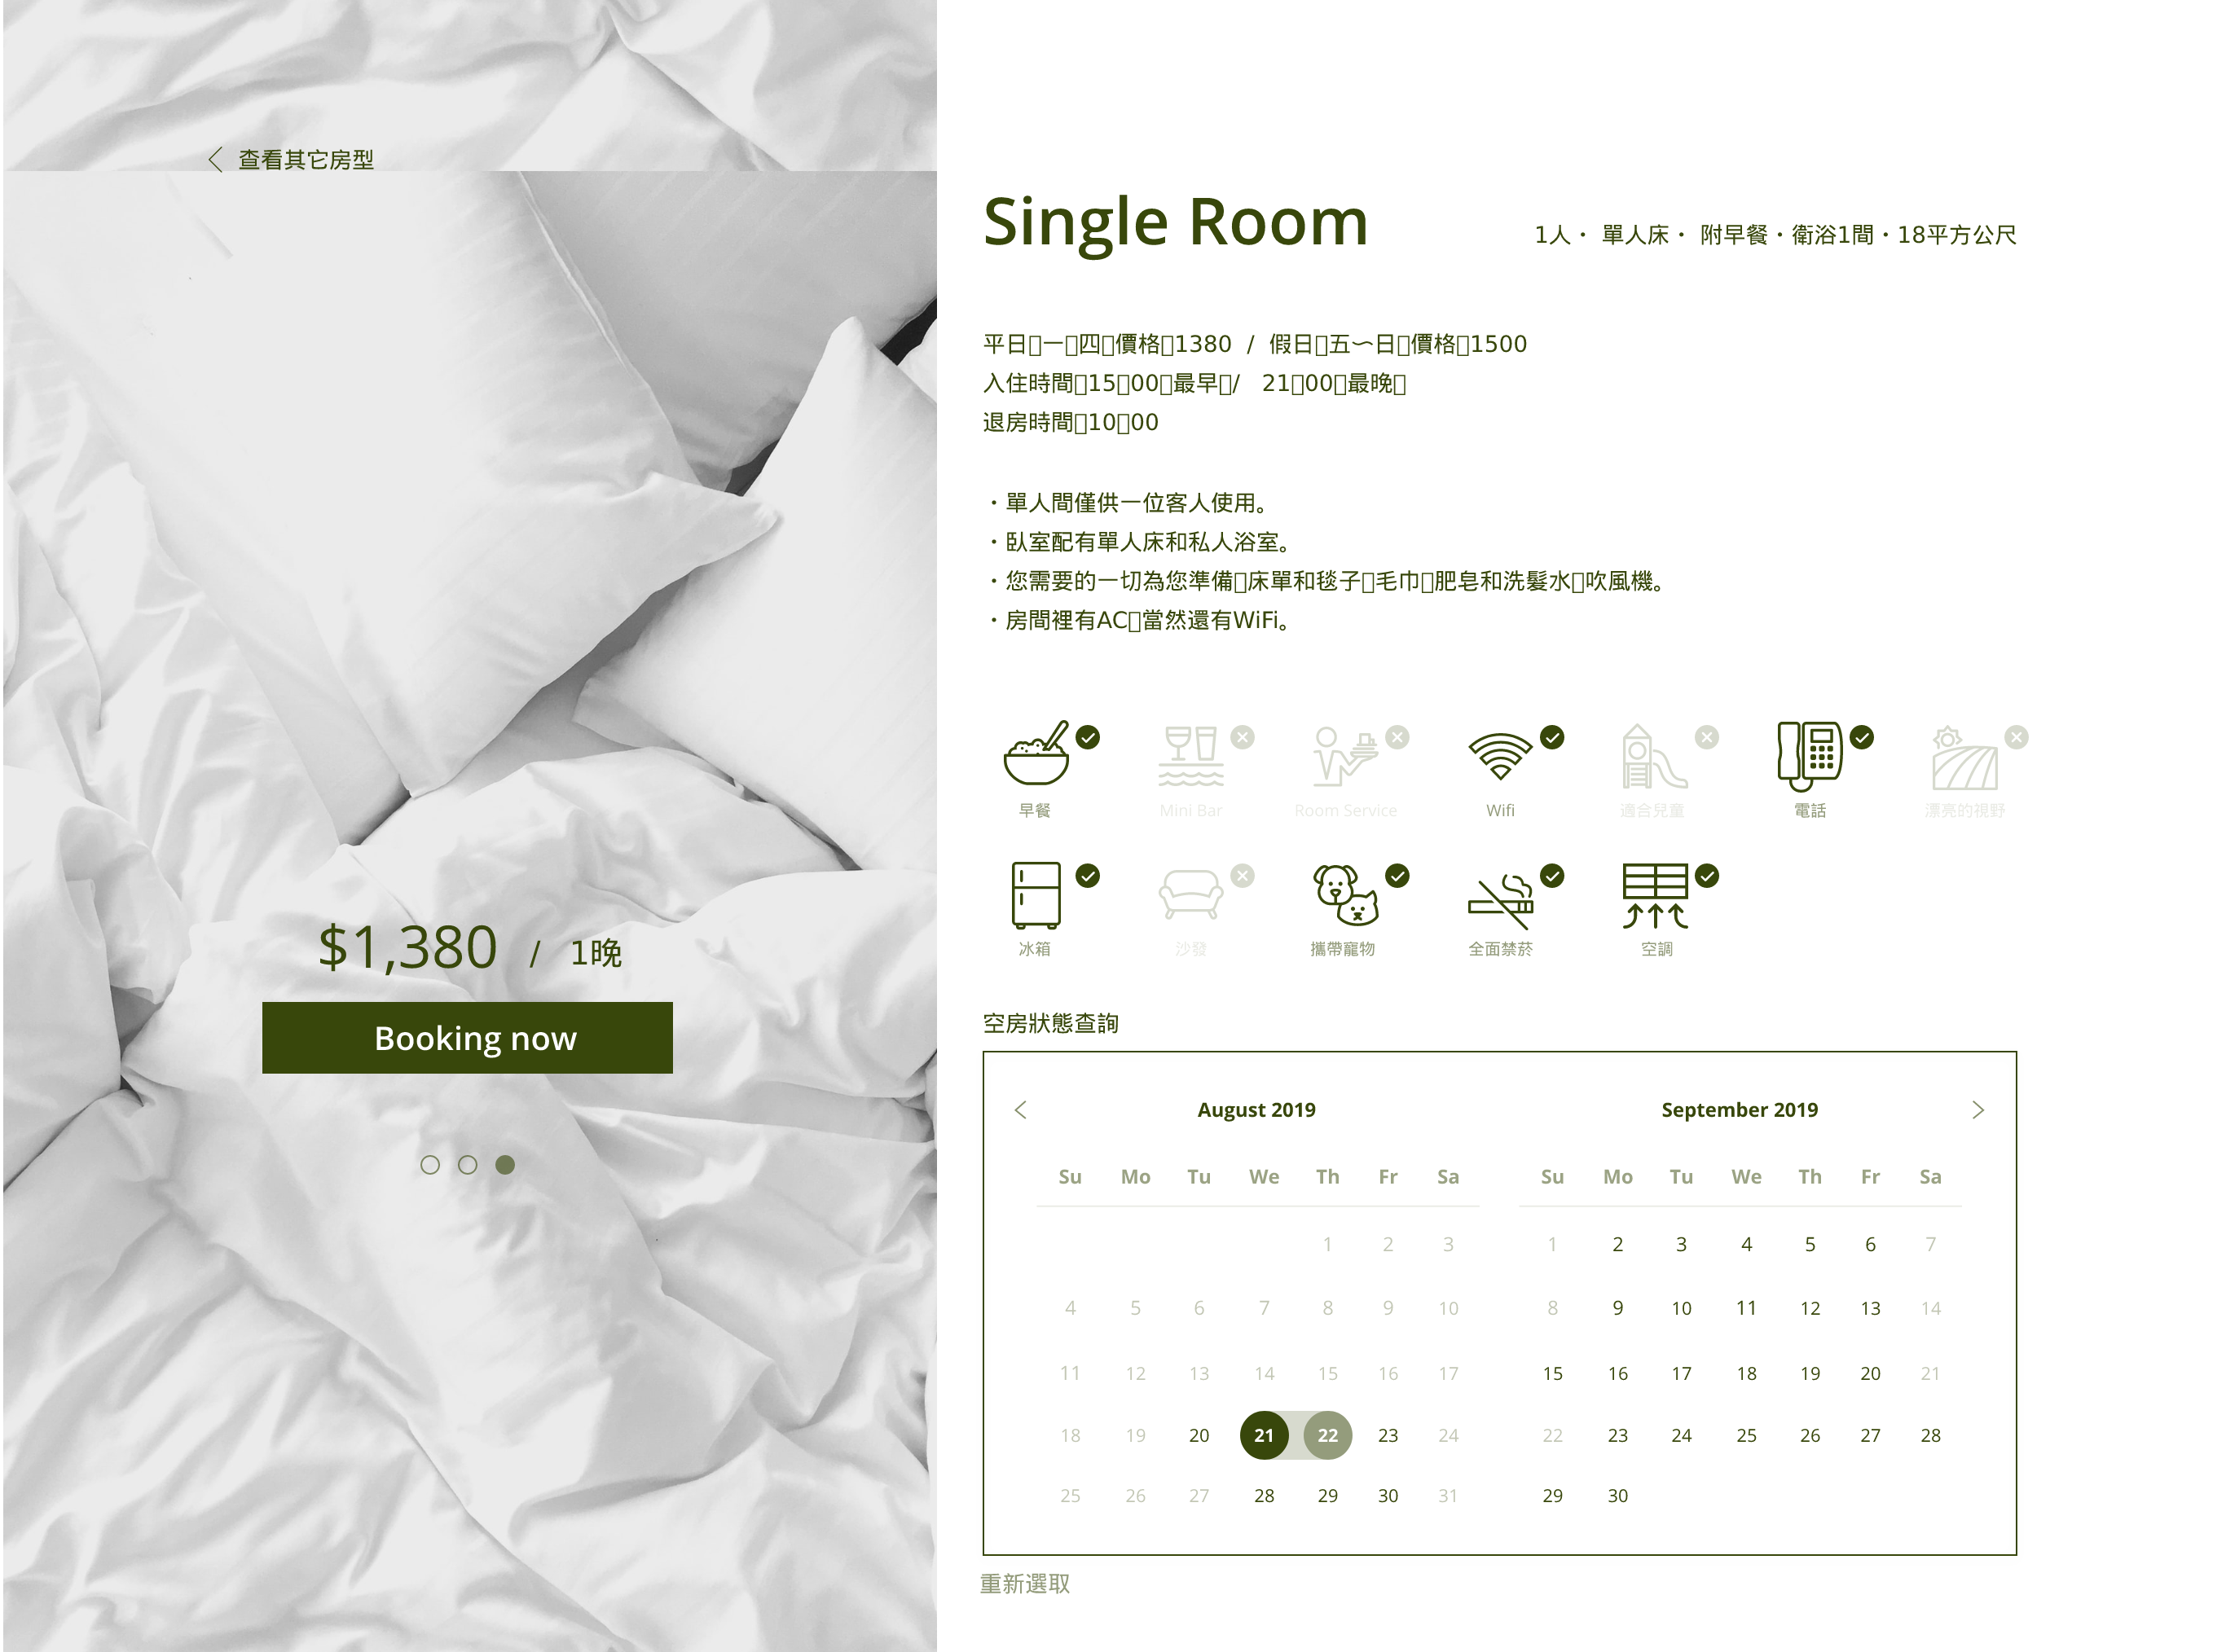 查看其它房型
$1,380 / 1晚
Booking now
Single Room
1人・ 單人床・ 附早餐・衛浴1間・18平方公尺
平日▯一▯四▯價格▯1380 / 假日▯五～日▯價格▯1500
入住時間▯15▯00▯最早▯/ 21▯00▯最晚▯
退房時間▯10▯00
・單人間僅供一位客人使用。
・臥室配有單人床和私人浴室。
・您需要的一切為您準備▯床單和毯子▯毛巾▯肥皂和洗髮水▯吹風機。
・房間裡有AC▯當然還有WiFi。
早餐 Mini Bar Room Service Wifi 適合兒童 電話 漂亮的視野
冰箱 沙發 攜帶寵物 全面禁菸 空調
空房狀態查詢
August 2019
Su Mo Tu We Th Fr Sa
1 2 3
4 5 6 7 8 9 10
11 12 13 14 15 16 17
18 19 20 21 22 23 24
25 26 27 28 29 30 31
September 2019
Su Mo Tu We Th Fr Sa
1 2 3 4 5 6 7
8 9 10 11 12 13 14
15 16 17 18 19 20 21
22 23 24 25 26 27 28
29 30
重新選取